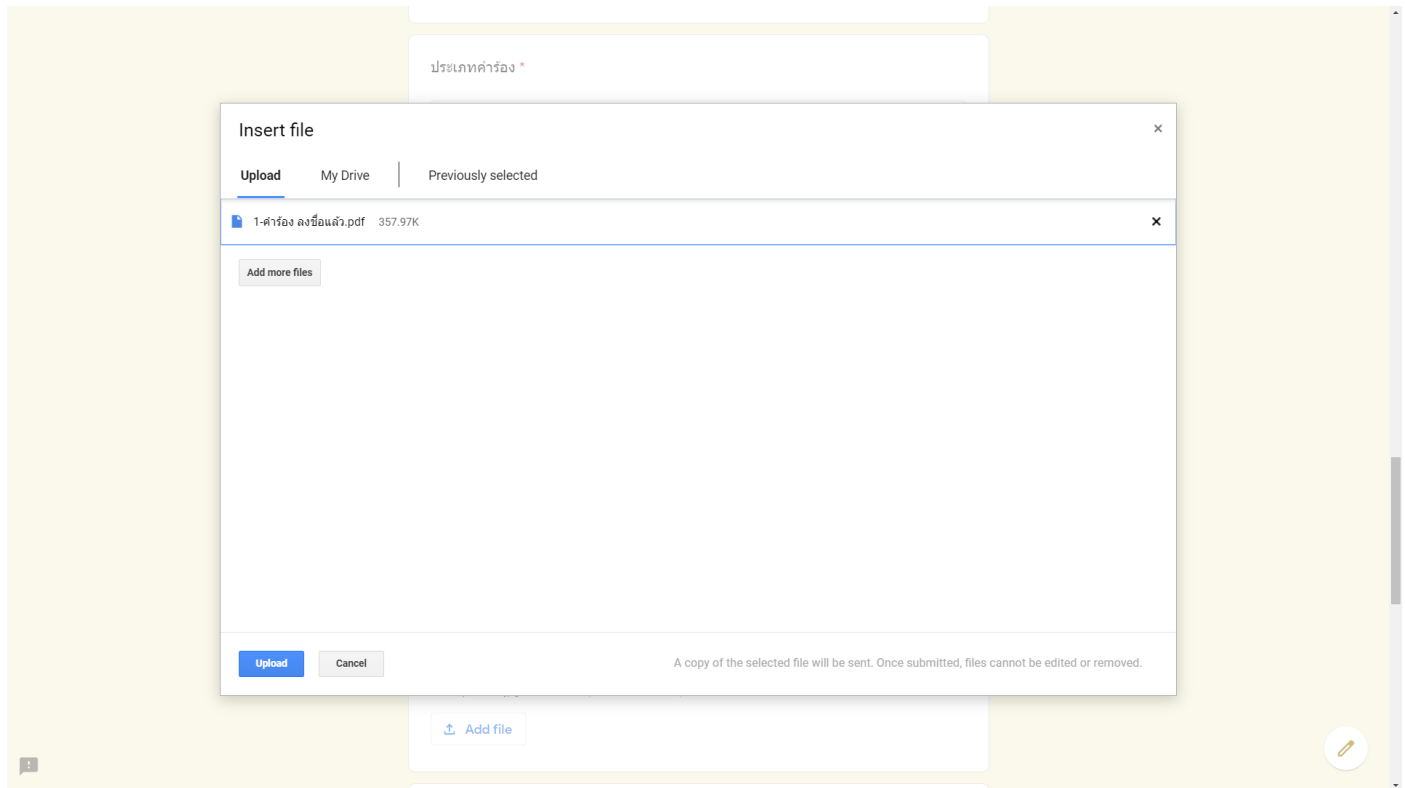 ประเภทคำร้อง *
Insert file
Upload My Drive Previously selected
1-คำร้อง ลงชื่อแล้ว.pdf 357.97K
Add more files
Upload Cancel A copy of the selected file will be sent. Once submitted, files cannot be edited or removed.
Add file